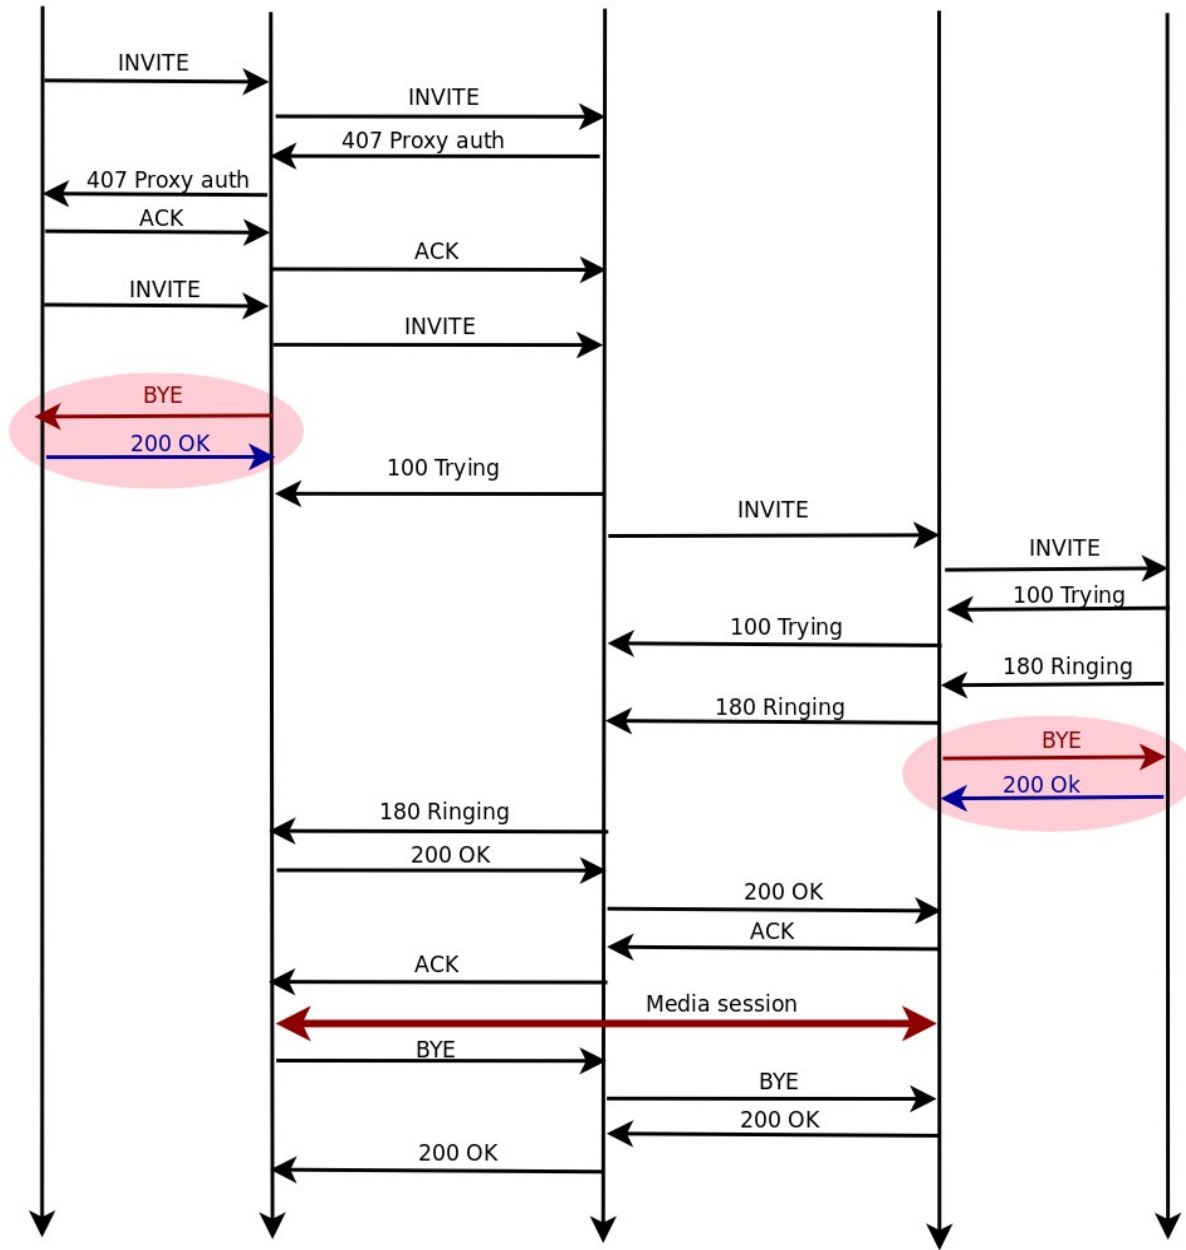 INVITE
INVITE
407 Proxy auth
407 Proxy auth
ACK
ACK
INVITE
INVITE
BYE
200 OK
100 Trying
INVITE
INVITE
100 Trying
100 Trying
180 Ringing
180 Ringing
BYE
200 Ok
180 Ringing
200 OK
200 OK
ACK
ACK
Media session
BYE
BYE
200 OK
200 OK